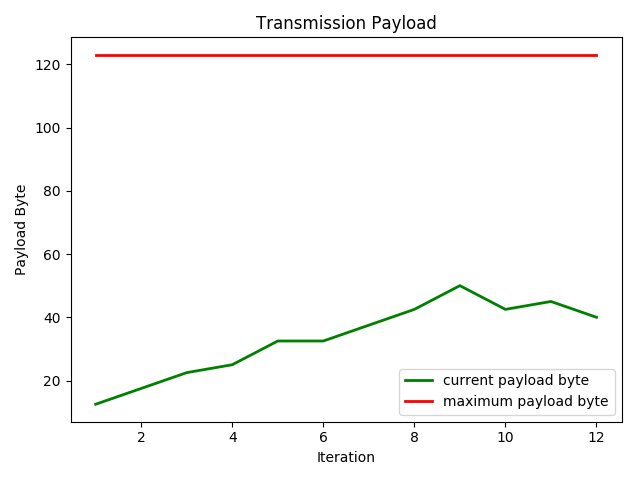 Transmission Payload
120
100
80
60
40
20
Payload Byte
2 4 6 8 10 12
Iteration
current payload byte
maximum payload byte